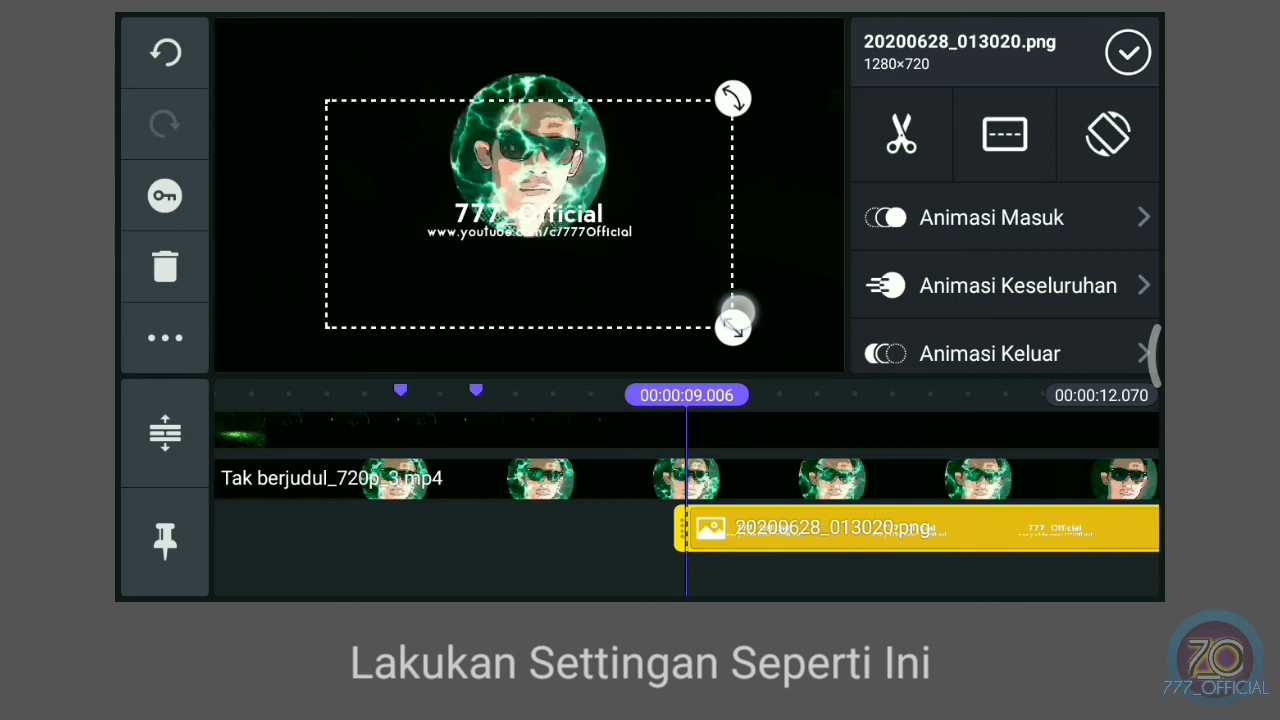 20200628_013020.png
1280×720
777_Official
www.youtube.com/c/777Official
Animasi Masuk
Animasi Keseluruhan
Animasi Keluar
00:00:09.006
00:00:12.070
Tak berjudul_720p_3.mp4
20200628_013020.png
777_Official
Lakukan Settingan Seperti Ini
ZO
777_OFFICIAL